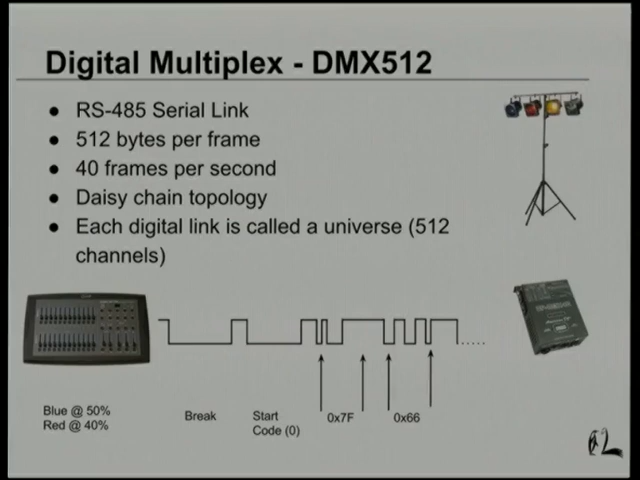 Digital Multiplex - DMX512
● RS-485 Serial Link
● 512 bytes per frame
● 40 frames per second
● Daisy chain topology
● Each digital link is called a universe (512
channels)
Blue @ 50%
Red @ 40%
Break
Start
Code (0)
0x7F
0x66